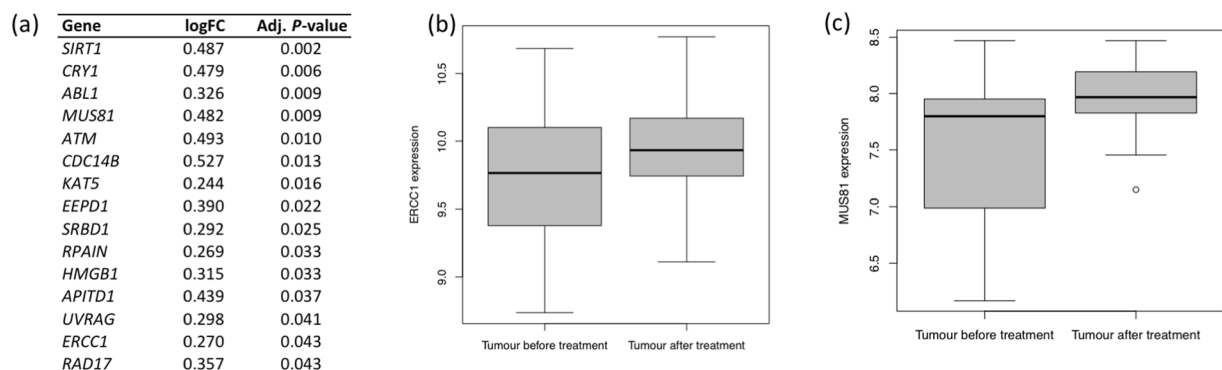 (a)
Gene logFC Adj. P-value
SIRT1 0.487 0.002
CRY1 0.479 0.006
ABL1 0.326 0.009
MUS81 0.482 0.009
ATM 0.493 0.010
CDC14B 0.527 0.013
KAT5 0.244 0.016
EEPD1 0.390 0.022
SRBD1 0.292 0.025
RPAIN 0.269 0.033
HMGB1 0.315 0.033
APITD1 0.439 0.037
UVRAG 0.298 0.041
ERCC1 0.270 0.043
RAD17 0.357 0.043
(b)
ERCC1 expression
10.5
10.0
9.5
9.0
Tumour before treatment Tumour after treatment
(c)
MUS81 expression
8.5
8.0
7.5
7.0
6.5
Tumour before treatment Tumour after treatment